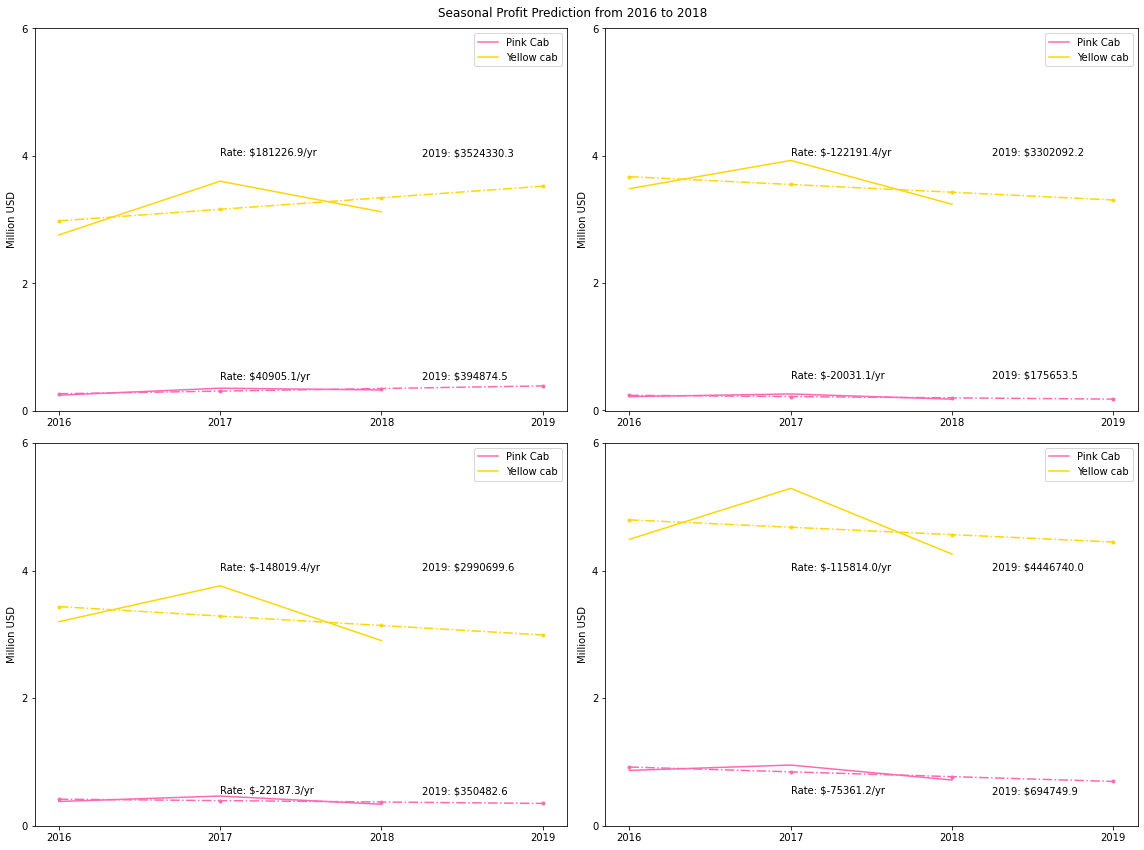 Seasonal Profit Prediction from 2016 to 2018
6
Pink Cab
Yellow cab
Rate: $181226.9/yr
2019: $3524330.3
4
Million USD
2
Rate: $40905.1/yr
2019: $394874.5
0
2016
2017
2018
2019
6
Pink Cab
Yellow cab
Rate: $-122191.4/yr
2019: $3302092.2
4
Million USD
2
Rate: $-20031.1/yr
2019: $175653.5
0
2016
2017
2018
2019
6
Pink Cab
Yellow cab
Rate: $-148019.4/yr
2019: $2990699.6
4
Million USD
2
Rate: $-22187.3/yr
2019: $350482.6
0
2016
2017
2018
2019
6
Pink Cab
Yellow cab
Rate: $-115814.0/yr
2019: $4446740.0
4
Million USD
2
Rate: $-75361.2/yr
2019: $694749.9
0
2016
2017
2018
2019